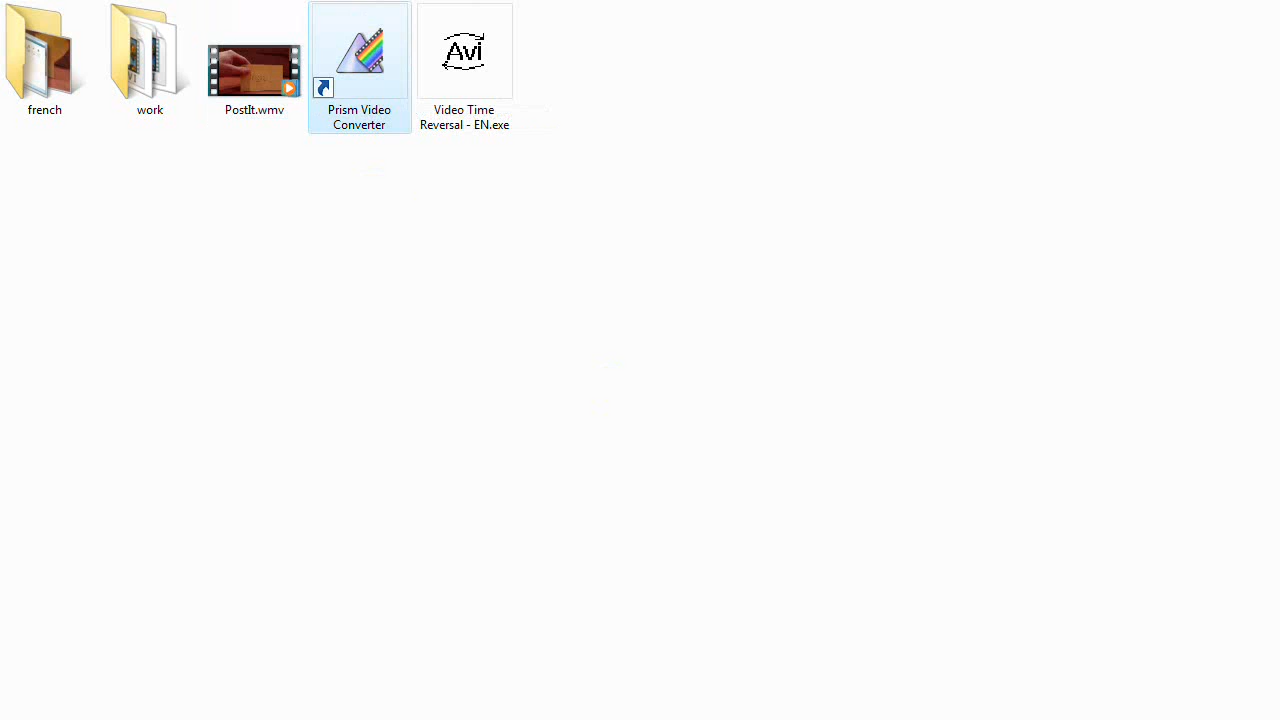 french
work
PostIt.wmv
Prism Video
Converter
Avi
Video Time
Reversal - EN.exe